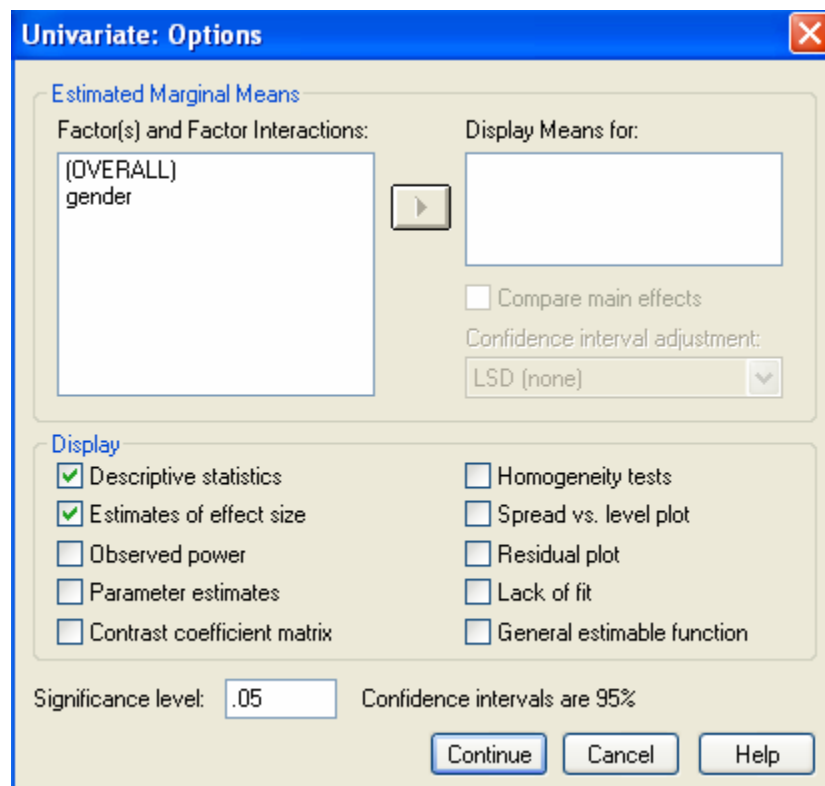 Univariate: Options
Estimated Marginal Means
Factor(s) and Factor Interactions:
(OVERALL)
gender
Display Means for:
Compare main effects
Confidence interval adjustment:
LSD (none)
Display
Descriptive statistics
Estimates of effect size
Observed power
Parameter estimates
Contrast coefficient matrix
Homogeneity tests
Spread vs. level plot
Residual plot
Lack of fit
General estimable function
Significance level: .05 Confidence intervals are 95%
Continue Cancel Help